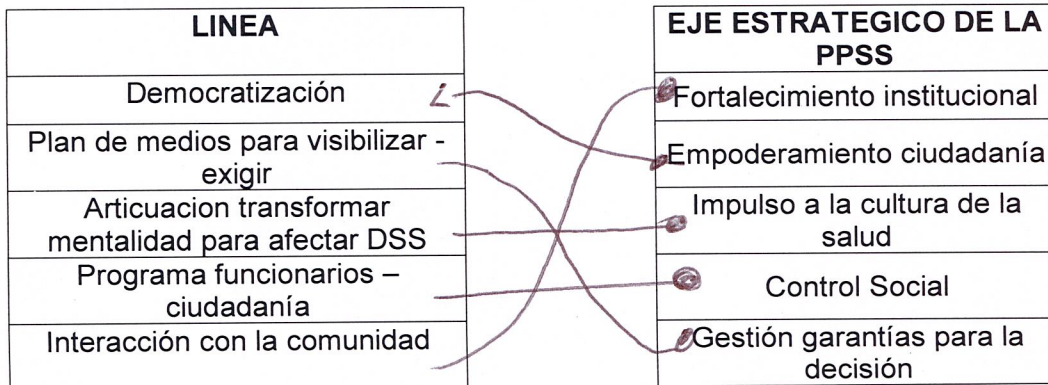 LINEA
Democratización
Plan de medios para visibilizar -
exigir
Articuacion transformar
mentalidad para afectar DSS
Programa funcionarios –
ciudadanía
Interacción con la comunidad
EJE ESTRATEGICO DE LA
PPSS
Fortalecimiento institucional
Empoderamiento ciudadanía
Impulso a la cultura de la
salud
Control Social
Gestión garantías para la
decisión